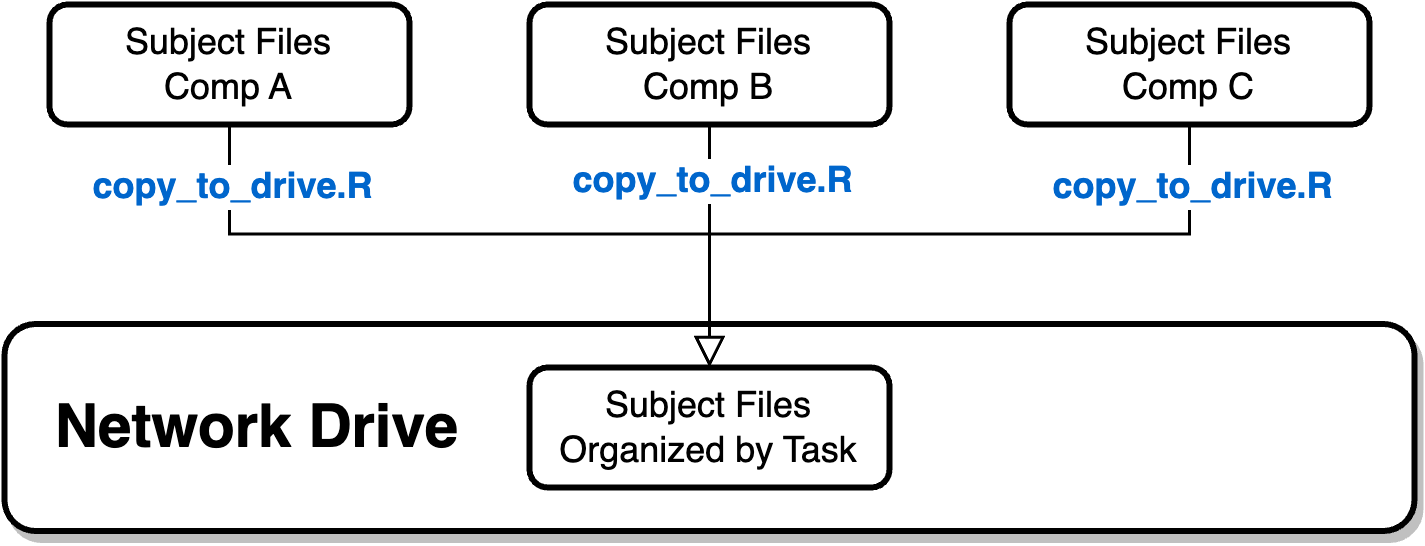 Subject Files
Comp A
Subject Files
Comp B
Subject Files
Comp C
copy_to_drive.R
copy_to_drive.R
copy_to_drive.R
Network Drive
Subject Files
Organized by Task